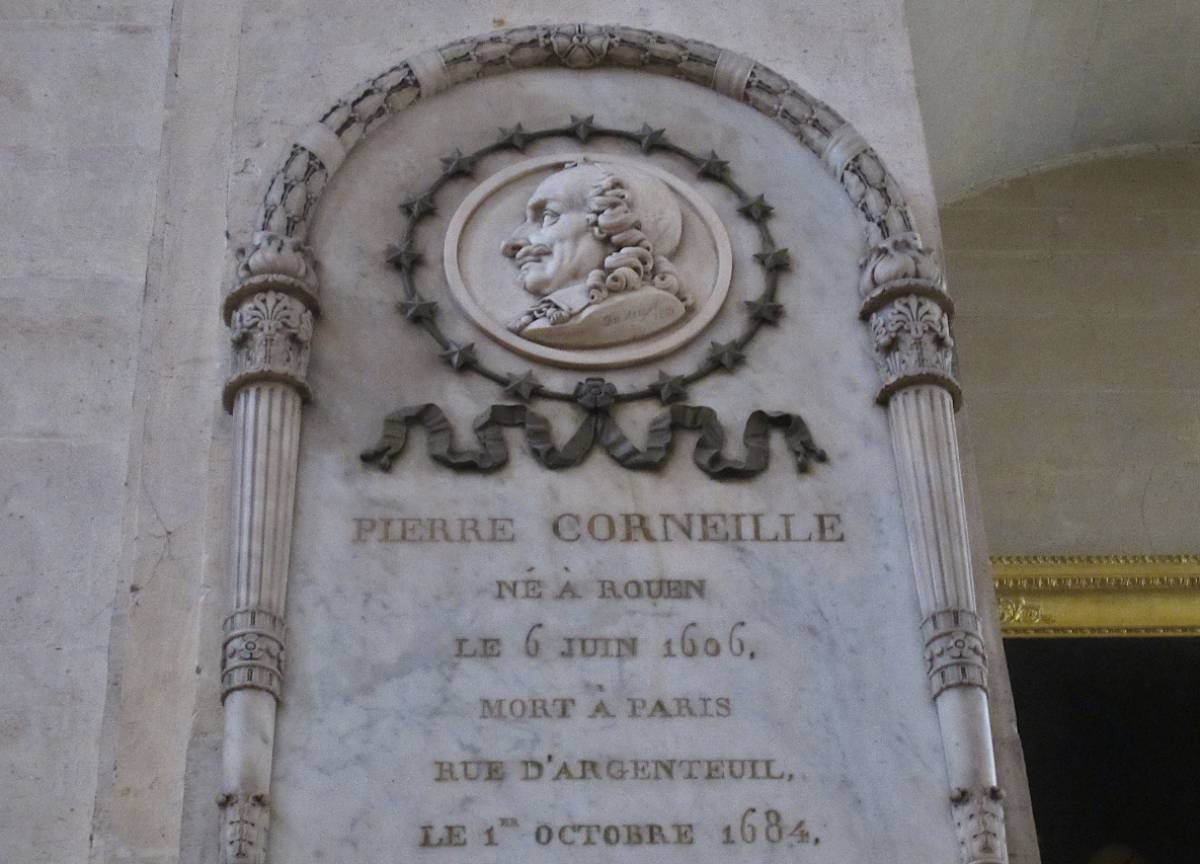 PIERRE CORNEILLE
NÉ À ROUEN
LE 6 JUIN 1606.
MORT À PARIS
RUE D'ARGENTEUIL,
LE 1ER OCTOBRE 1684.